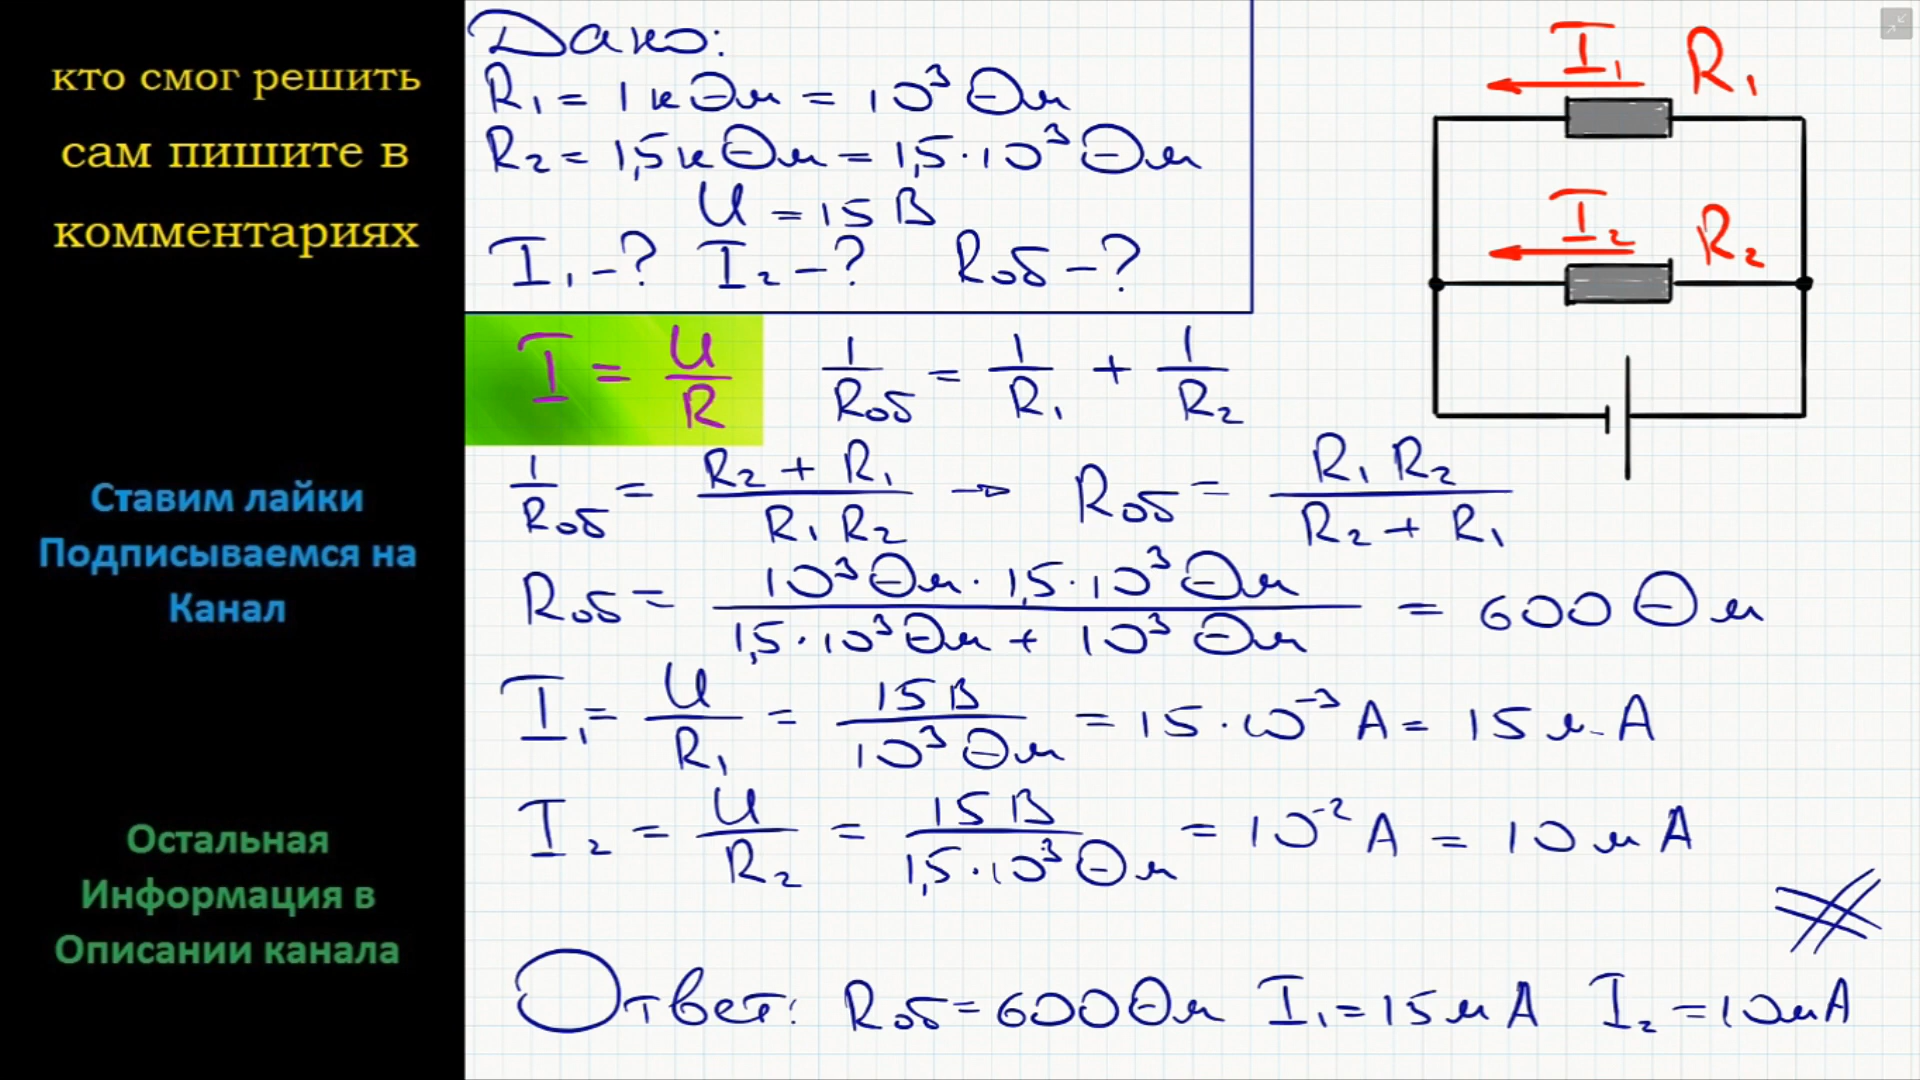 кто смог решить
сам пишите в
комментариях
Ставим лайки
Подписываемся на
Канал
Остальная
Информация в
Описании канала
Дано:
R₁ = 1 кОм = 10³ Ом
R₂ = 1,5 кОм = 1,5·10³ Ом
U = 15 В
I₁ - ? I₂ - ? Rоб - ?
I₁ R₁
I₂ R₂
I = U/R 1/Rоб = 1/R₁ + 1/R₂
1/Rоб = (R₂ + R₁)/(R₁ R₂) → Rоб = (R₁ R₂)/(R₂ + R₁)
Rоб = (10³ Ом · 1,5·10³ Ом)/(1,5·10³ Ом + 10³ Ом) = 600 Ом
I₁ = U/R₁ = 15 В/10³ Ом = 15·10⁻³ А = 15 мА
I₂ = U/R₂ = 15 В/1,5·10³ Ом = 10⁻² А = 10 мА
Ответ: Rоб = 600 Ом I₁ = 15 мА I₂ = 10 мА